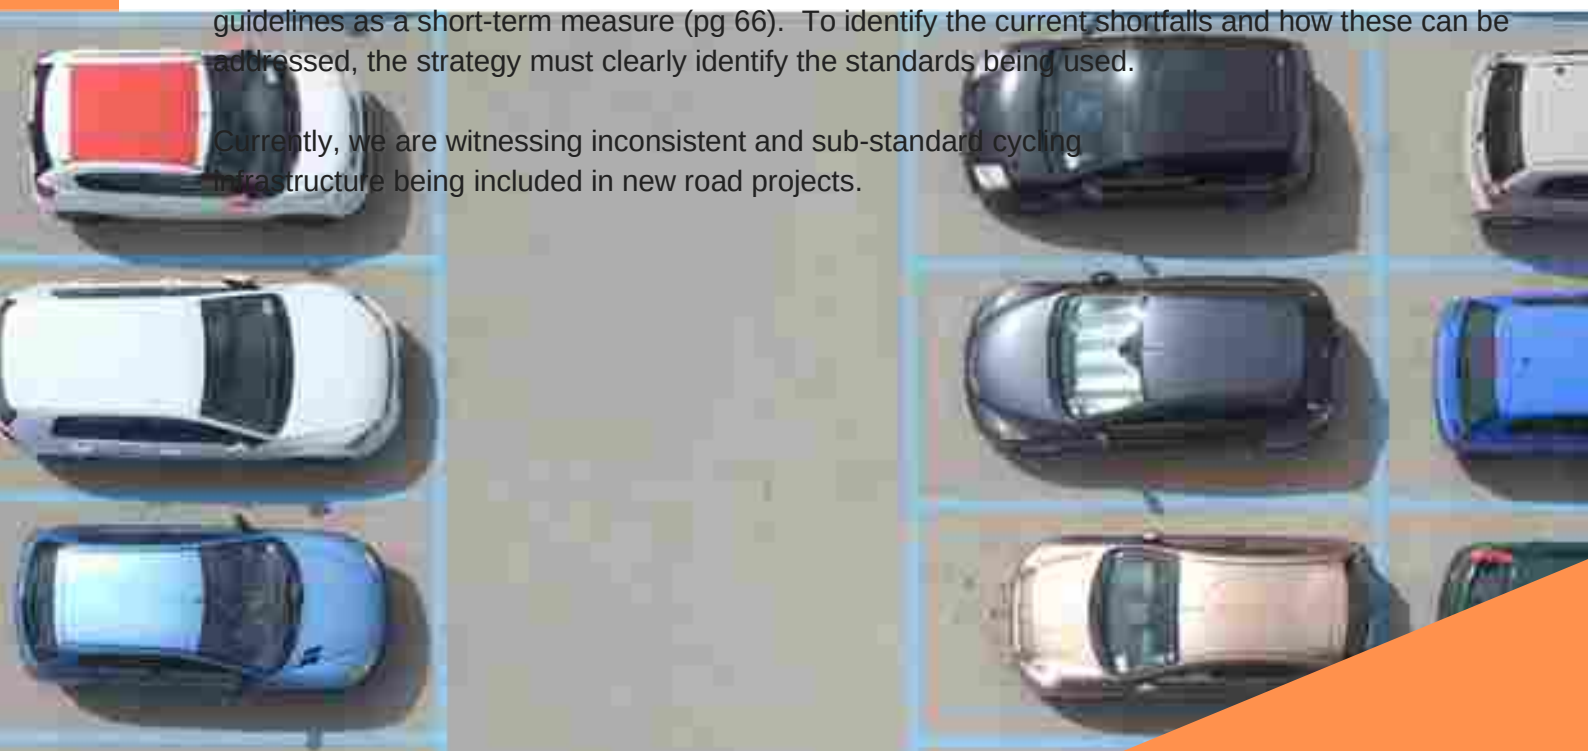 guidelines as a short-term measure (pg 66). To identify the current shortfalls and how these can be
addressed, the strategy must clearly identify the standards being used.
Currently, we are witnessing inconsistent and sub-standard cycling
infrastructure being included in new road projects.